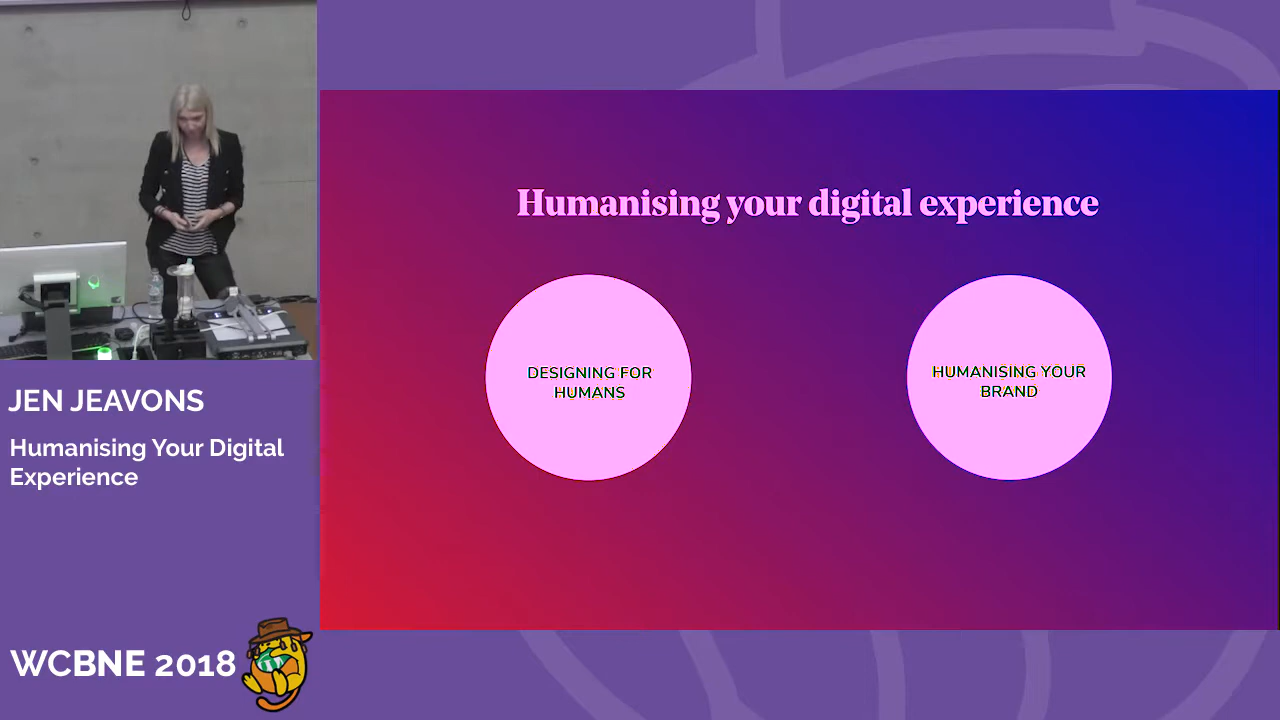 JEN JEAVONS
Humanising Your Digital
Experience
WCBNE 2018
Humanising your digital experience
DESIGNING FOR
HUMANS
HUMANISING YOUR
BRAND